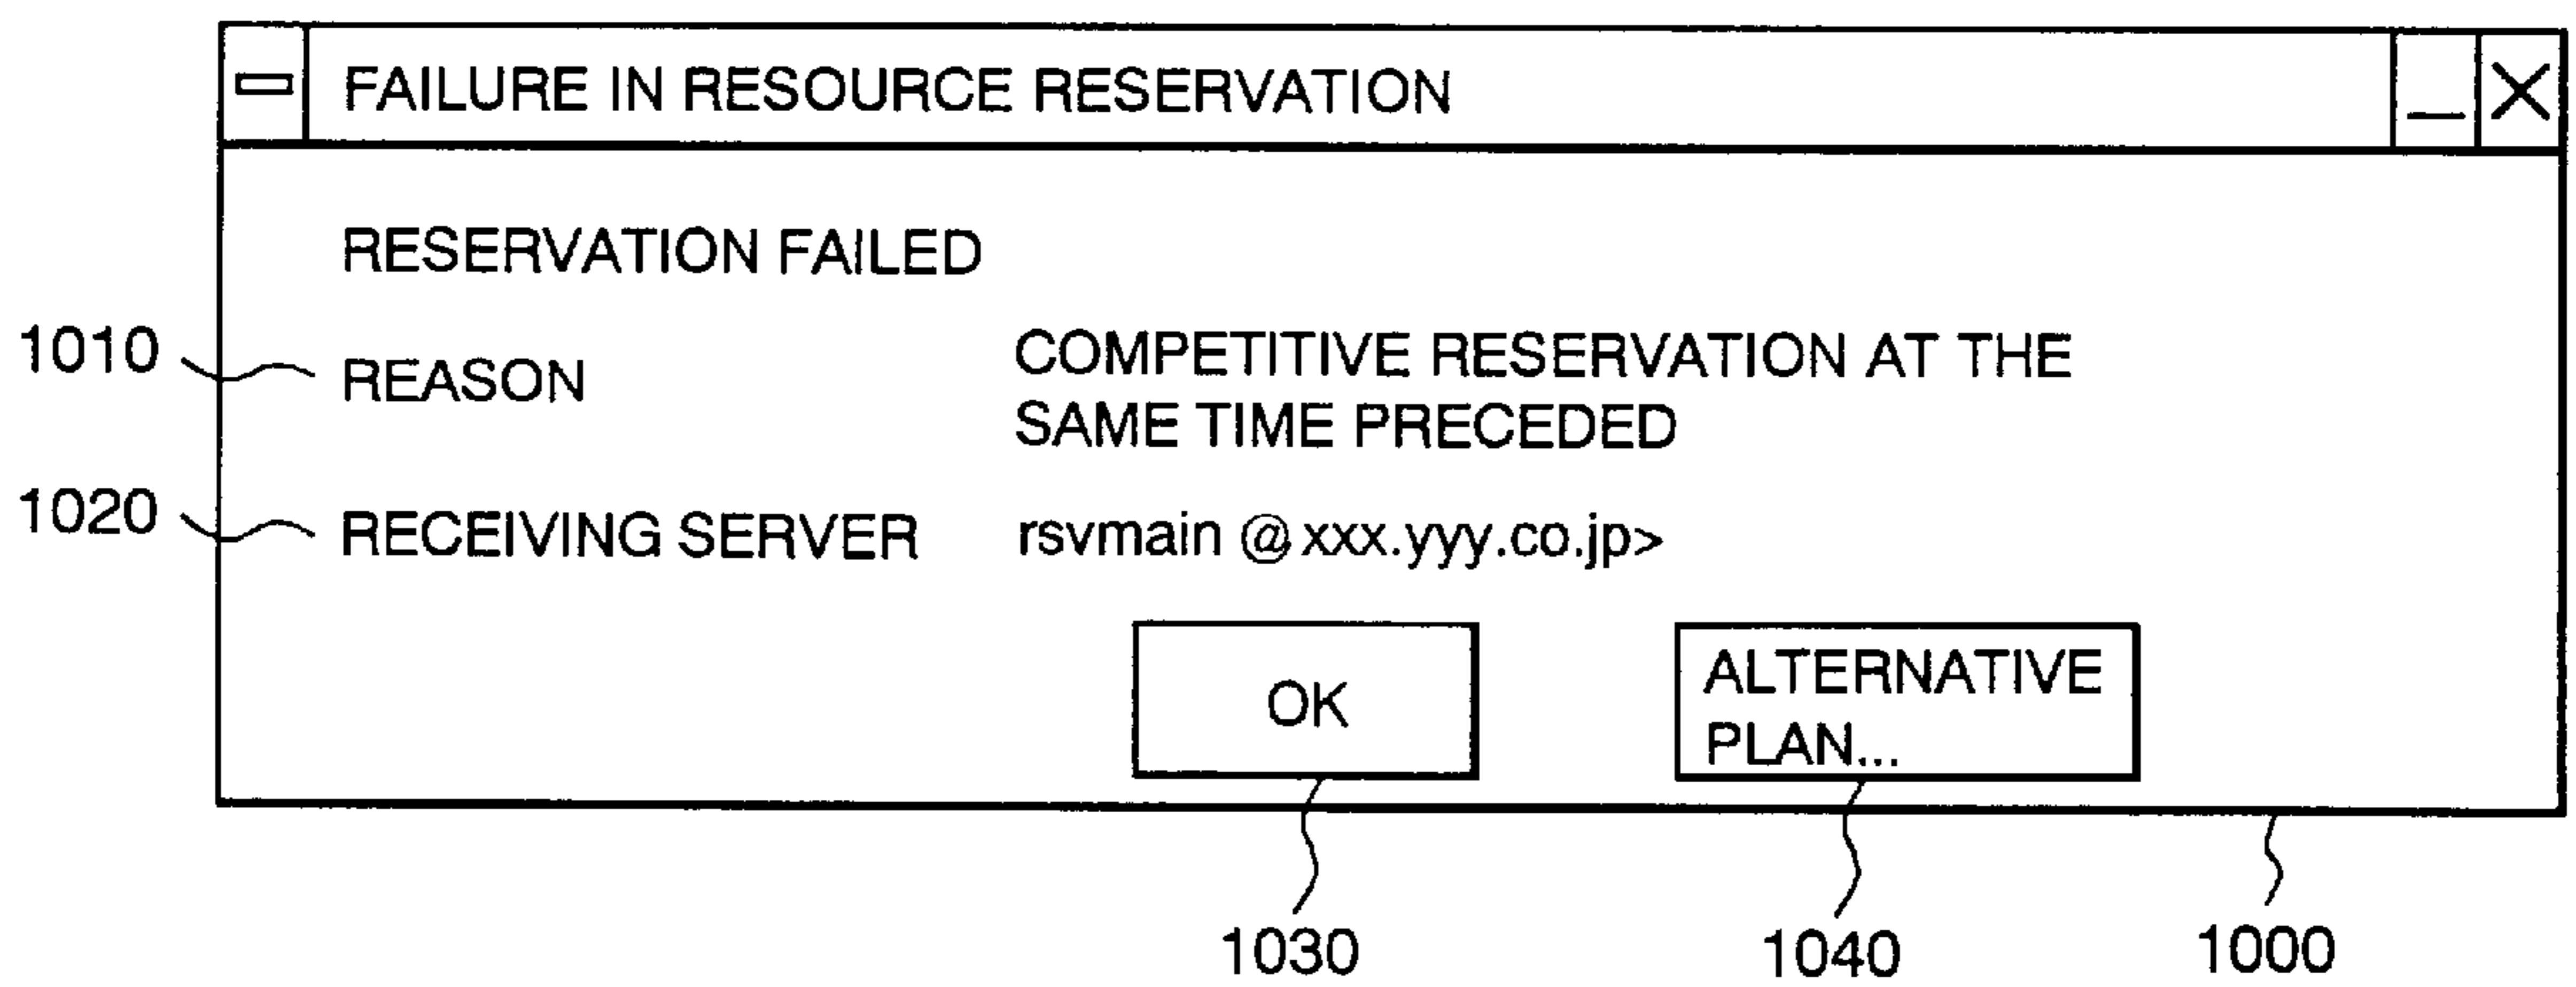 FAILURE IN RESOURCE RESERVATION
RESERVATION FAILED
1010
REASON
COMPETITIVE RESERVATION AT THE
SAME TIME PRECEDED
1020
RECEIVING SERVER
rsvmain @xxx.yyy.co.jp>
OK
ALTERNATIVE
PLAN...
1030
1040
1000